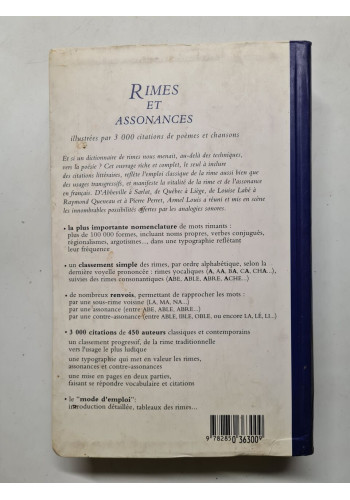 RIMES
ET
ASSONANCES
illustrées par 3 000 citations de poèmes et chansons
Et si un dictionnaire de rimes nous menait, au-delà des techniques,
vers la poésie ? Cet ouvrage riche et complet, le seul à inclure
des citations littéraires, reflète l'emploi classique de la rime aussi bien que
des usages transgressifs, et manifeste la vitalité de la rime et de l'assonance
en français. D'Abbeville à Sarlat, de Québec à Liège, de Louise Labé à
Raymond Queneau et à Pierre Perret, Armel Louis a réuni et mis en scène
les innombrables possibilités offertes par les analogies sonores.
• la plus importante nomenclature de mots rimants :
plus de 100 000 formes, incluant noms propres, verbes conjugués,
régionalismes, argotismes... dans une typographie reflétant
leur fréquence
• un classement simple des rimes, par ordre alphabétique, selon la
dernière voyelle prononcée : rimes vocaliques (A, AA, BA, CA, CHA...),
suivies des rimes consonantiques (ABE, ABLE, ABRE, ACHE...)
• de nombreux renvois, permettant de rapprocher les mots :
par une sous-rime voisine (LA, MA, NA...)
par une assonance (entre ABE, ABLE, ABRE...)
par une contre-assonance (entre ABLE, IBLE, OBLE, ou encore LA, LÉ, LI...)
• 3 000 citations de 450 auteurs classiques et contemporains
un classement progressif, de la rime traditionnelle
vers l'usage le plus ludique
une typographie qui met en valeur les rimes,
assonances et contre-assonances
une mise en pages en deux parties,
faisant se répondre vocabulaire et citations
• le "mode d'emploi" :
introduction détaillée, tableaux des rimes...
9 782850 363009